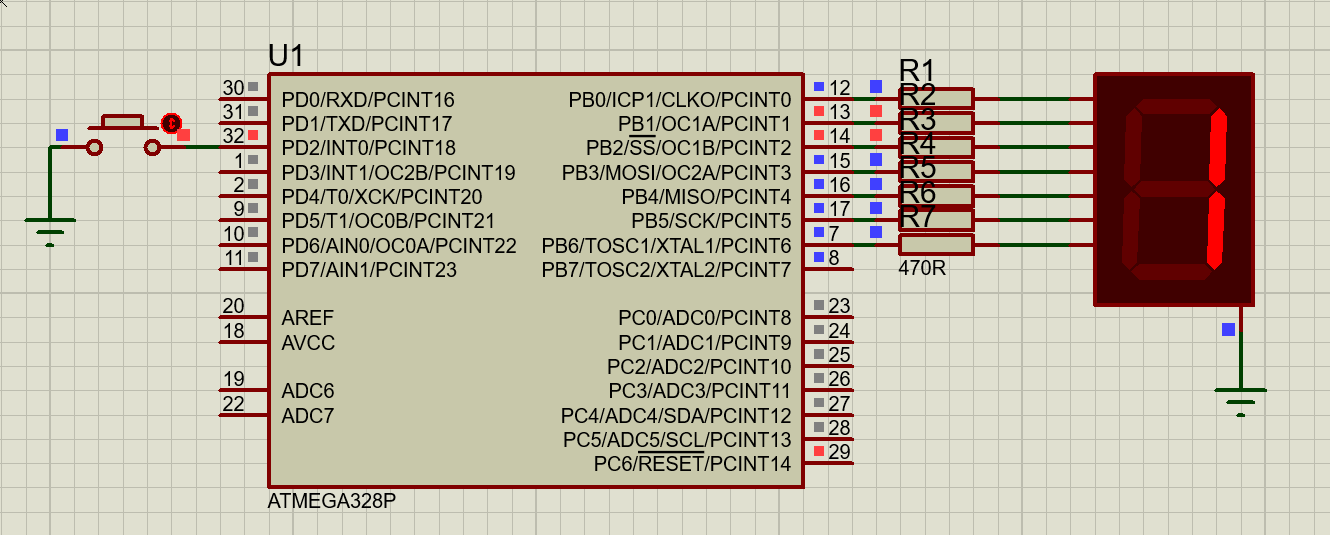 U1
30
PD0/RXD/PCINT16
31
PD1/TXD/PCINT17
32
PD2/INT0/PCINT18
1
PD3/INT1/OC2B/PCINT19
2
PD4/T0/XCK/PCINT20
9
PD5/T1/OC0B/PCINT21
10
PD6/AIN0/OC0A/PCINT22
11
PD7/AIN1/PCINT23
20
AREF
18
AVCC
19
ADC6
22
ADC7
PB0/ICP1/CLKO/PCINT0
12
PB1/OC1A/PCINT1
13
PB2/SS/OC1B/PCINT2
14
PB3/MOSI/OC2A/PCINT3
15
PB4/MISO/PCINT4
16
PB5/SCK/PCINT5
17
PB6/TOSC1/XTAL1/PCINT6
7
PB7/TOSC2/XTAL2/PCINT7
8
PC0/ADC0/PCINT8
23
PC1/ADC1/PCINT9
24
PC2/ADC2/PCINT10
25
PC3/ADC3/PCINT11
26
PC4/ADC4/SDA/PCINT12
27
PC5/ADC5/SCL/PCINT13
28
PC6/RESET/PCINT14
29
ATMEGA328P
R1
R2
R3
R4
R5
R6
R7
470R
1